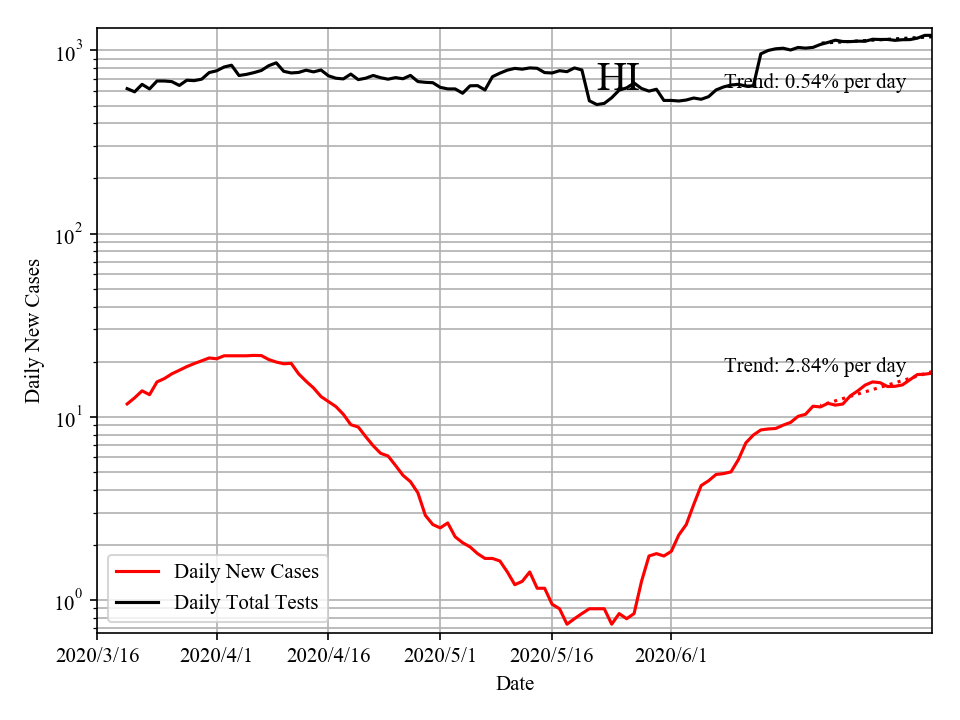 10³
HI
Trend: 0.54% per day
10²
Daily New Cases
Trend: 2.84% per day
10¹
Daily New Cases
Daily Total Tests
10⁰
2020/3/16 2020/4/1 2020/4/16 2020/5/1 2020/5/16 2020/6/1
Date